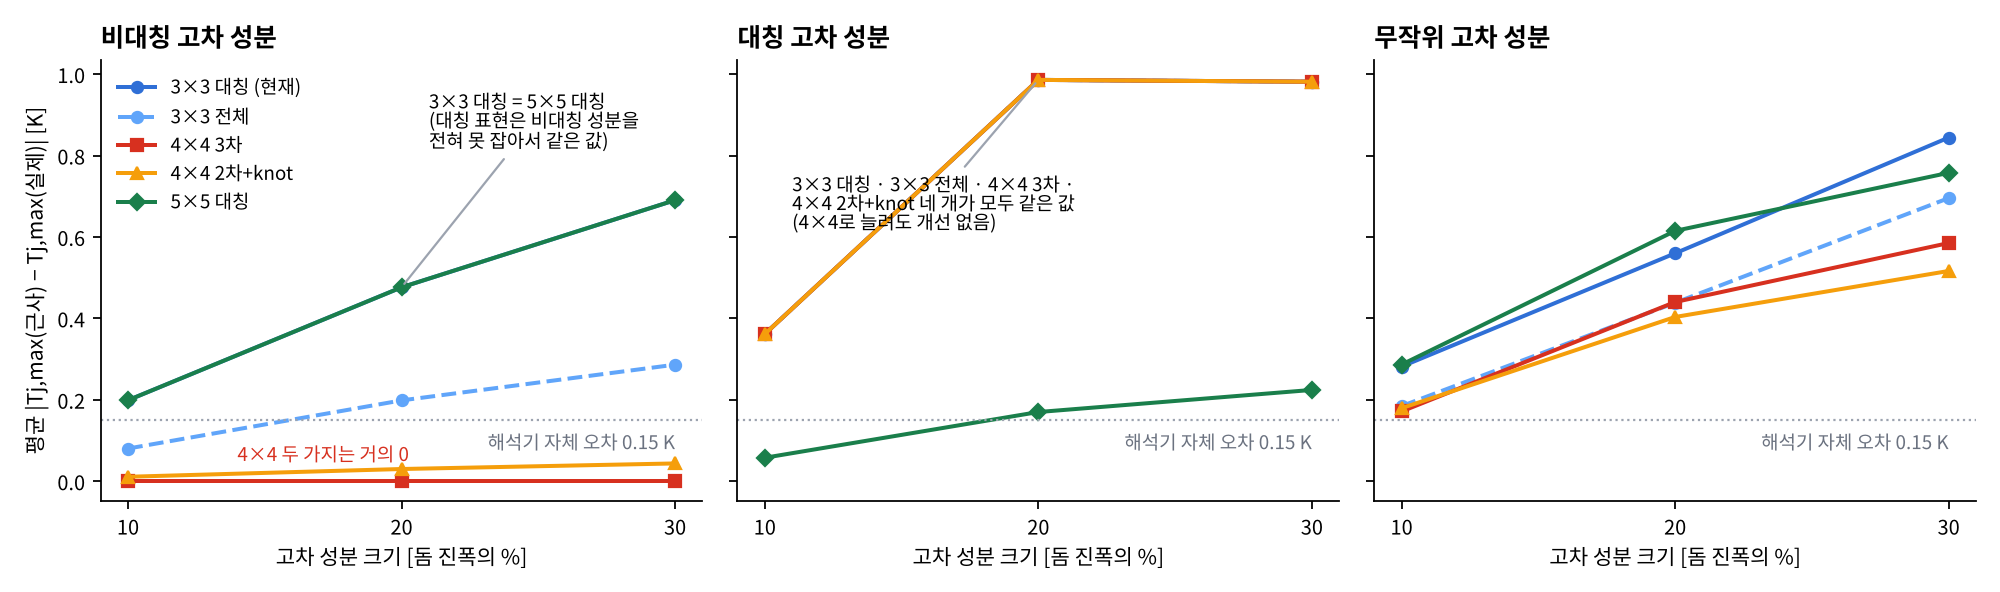 비대칭 고차 성분
대칭 고차 성분
무작위 고차 성분
평균 |Tj,max(근사) − Tj,max(실제)| [K]
1.0
0.8
0.6
0.4
0.2
0.0
3×3 대칭 (현재)
3×3 전체
4×4 3차
4×4 2차+knot
5×5 대칭
3×3 대칭 = 5×5 대칭
(대칭 표현은 비대칭 성분을
전혀 못 잡아서 같은 값)
4×4 두 가지는 거의 0
해석기 자체 오차 0.15 K
10
20
30
고차 성분 크기 [돔 진폭의 %]
3×3 대칭 · 3×3 전체 · 4×4 3차 ·
4×4 2차+knot 네 개가 모두 같은 값
(4×4로 늘려도 개선 없음)
해석기 자체 오차 0.15 K
10
20
30
고차 성분 크기 [돔 진폭의 %]
해석기 자체 오차 0.15 K
10
20
30
고차 성분 크기 [돔 진폭의 %]